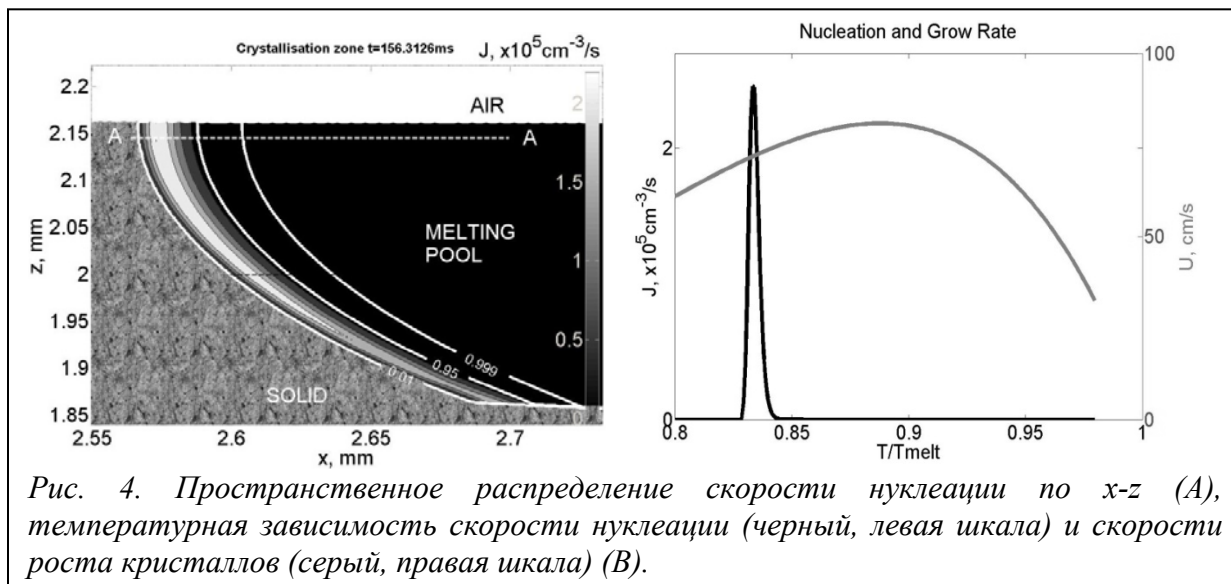 Crystallisation zone t=156.3126ms
J, x10⁵cm⁻³/s
2.2
2.15
2.1
2.05
2
1.95
1.9
1.85
z, mm
AIR
A
A
MELTING
POOL
SOLID
0.01
0.95
0.999
2
1.5
1
0.5
0
2.55
2.6
2.65
2.7
x, mm
Nucleation and Grow Rate
2
0
J, x10⁵cm⁻³/s
100
50
0
U, cm/s
0.8
0.85
0.9
0.95
1
T/Tmelt
Рис. 4. Пространственное распределение скорости нуклеации по x-z (A),
температурная зависимость скорости нуклеации (черный, левая шкала) и скорости
роста кристаллов (серый, правая шкала) (B).